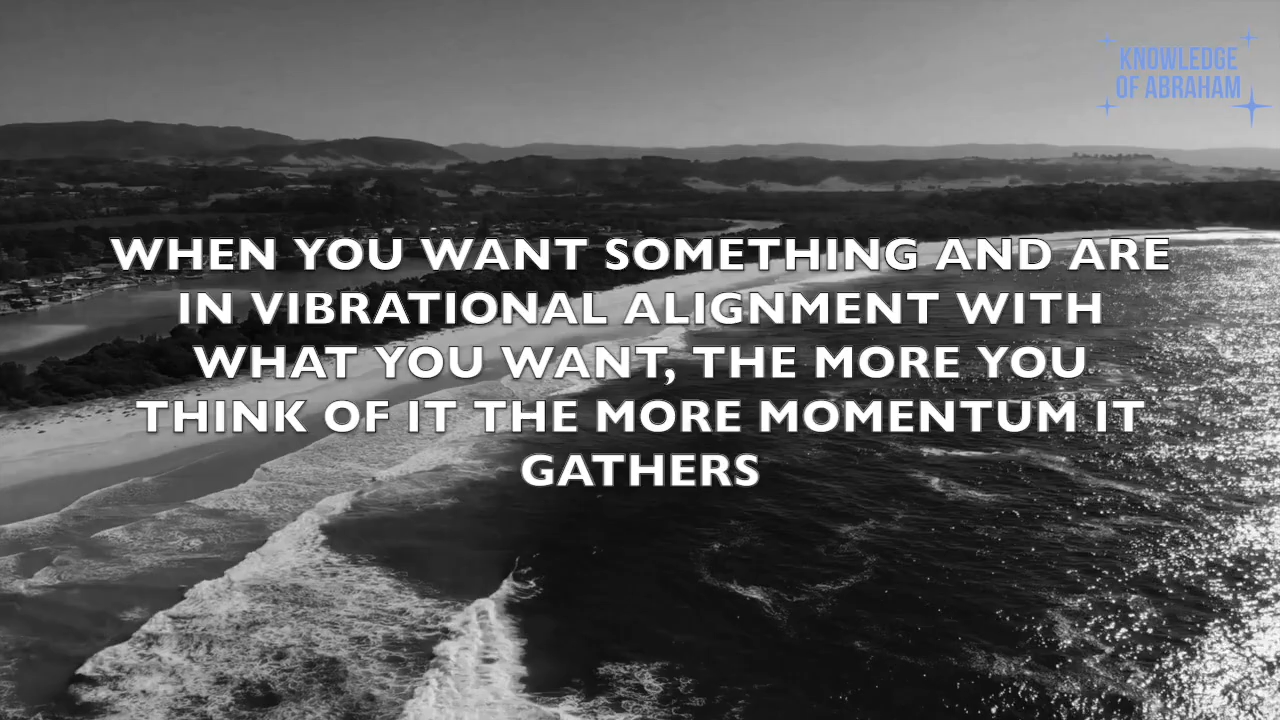 KNOWLEDGE
OF ABRAHAM
WHEN YOU WANT SOMETHING AND ARE
IN VIBRATIONAL ALIGNMENT WITH
WHAT YOU WANT, THE MORE YOU
THINK OF IT THE MORE MOMENTUM IT
GATHERS